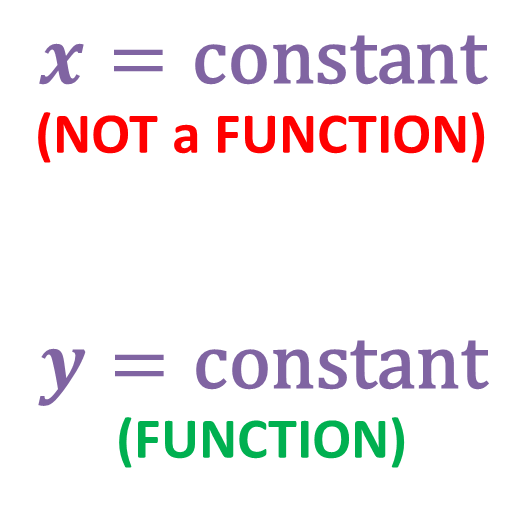 x = constant
(NOT a FUNCTION)
y = constant
(FUNCTION)